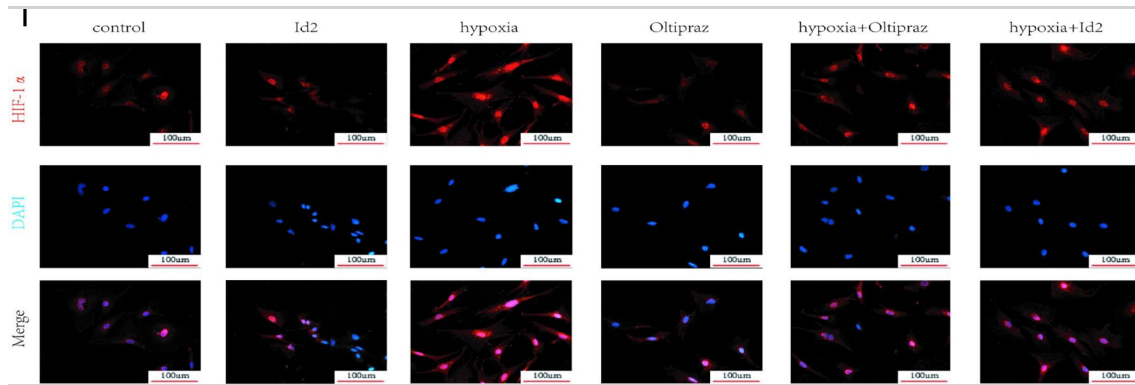 I
control Id2 hypoxia Oltipraz hypoxia+Oltipraz hypoxia+Id2
HIF-1 α
100um 100um 100um 100um 100um 100um
DAPI
100um 100um 100um 100um 100um 100um
Merge
100um 100um 100um 100um 100um 100um